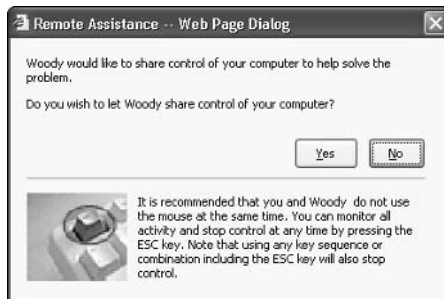 Remote Assistance -- Web Page Dialog
Woody would like to share control of your computer to help solve the
problem.
Do you wish to let Woody share control of your computer?
Yes No
It is recommended that you and Woody do not use
the mouse at the same time. You can monitor all
activity and stop control at any time by pressing the
ESC key. Note that using any key sequence or
combination including the ESC key will also stop
control.